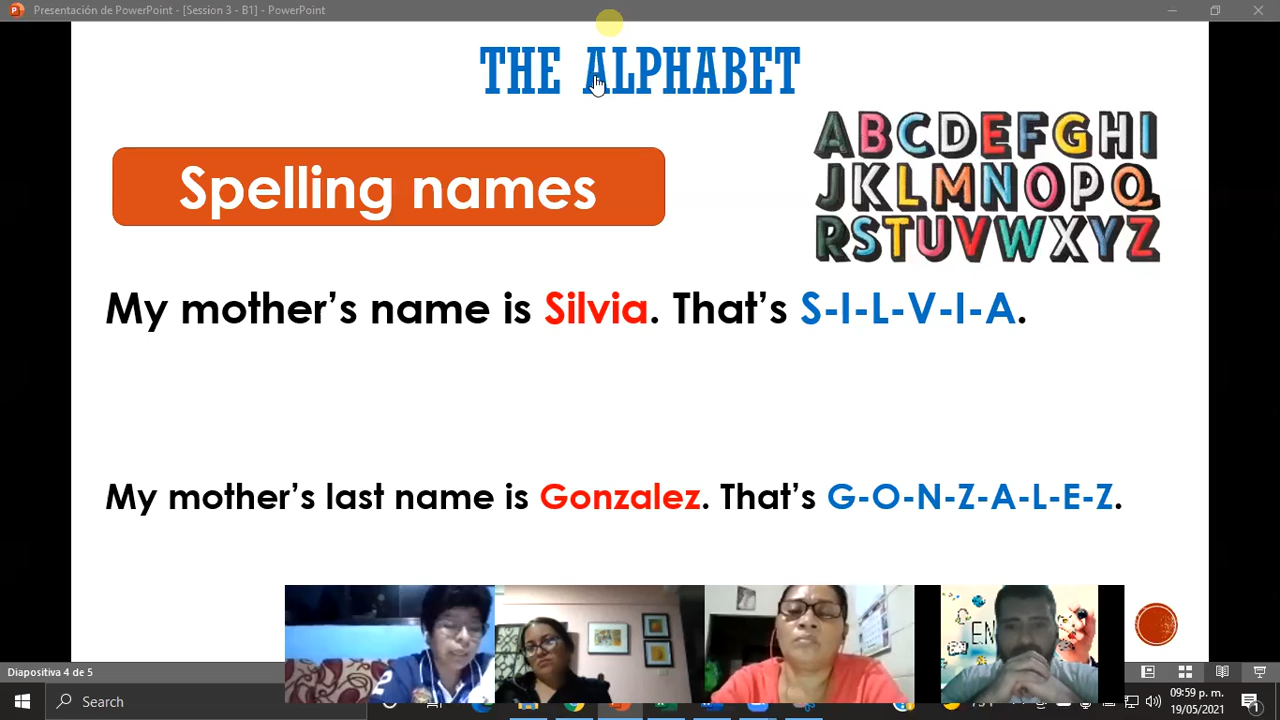 Presentación de PowerPoint - [Session 3 - B1] - PowerPoint
THE ALPHABET
ABCDEFGHI
JKLMNOPQ
RSTUVWXYZ
Spelling names
My mother's name is Silvia. That's S-I-L-V-I-A.
My mother's last name is Gonzalez. That's G-O-N-Z-A-L-E-Z.
EN
Diapositiva 4 de 5
Search
09:59 p. m.
19/05/2021